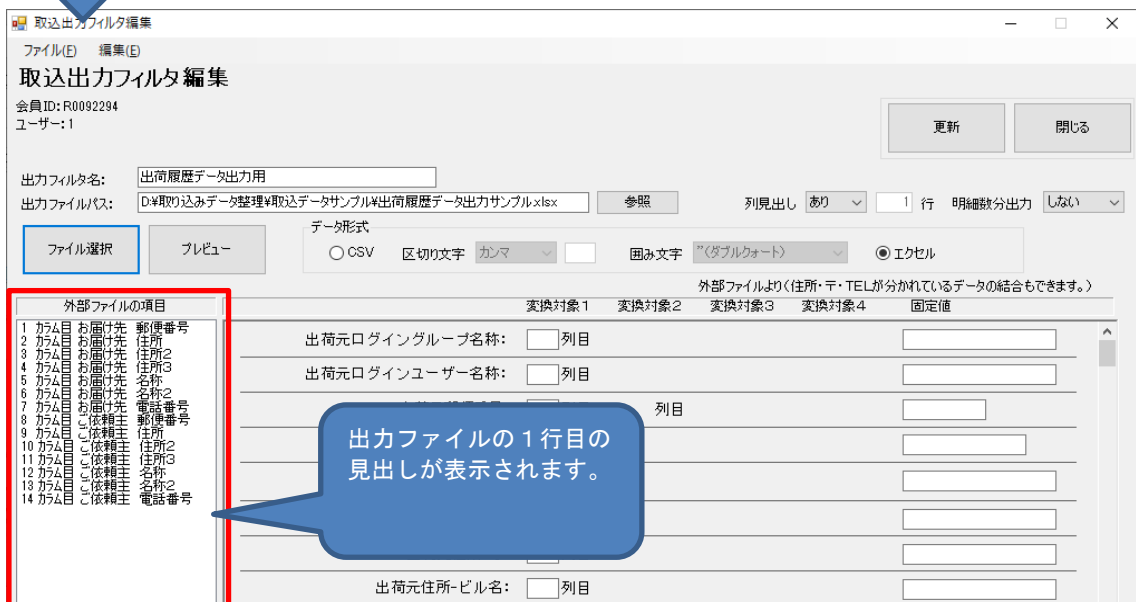 取込出力フィルタ編集
ファイル(F) 編集(E)
取込出力フィルタ編集
会員ID:R0092294
ユーザー:1
更新 閉じる
出力フィルタ名: 出荷履歴データ出力用
出力ファイルパス: D:¥取り込みデータ整理¥取込データサンプル¥出荷履歴データ出力サンプル.xlsx 参照 列見出し あり 1 行 明細数分出力 しない
ファイル選択 プレビュー
データ形式
CSV 区切り文字 カンマ 囲み文字 "(ダブルクォート) エクセル
外部ファイルより(住所・〒・TELが分かれているデータの結合もできます。)
外部ファイルの項目 変換対象1 変換対象2 変換対象3 変換対象4 固定値
1 カラム目 お届け先 郵便番号
2 カラム目 お届け先 住所
3 カラム目 お届け先 住所2
4 カラム目 お届け先 住所3
5 カラム目 お届け先 名称
6 カラム目 お届け先 名称2
7 カラム目 お届け先 電話番号
8 カラム目 ご依頼主 郵便番号
9 カラム目 ご依頼主 住所
10 カラム目 ご依頼主 住所2
11 カラム目 ご依頼主 住所3
12 カラム目 ご依頼主 名称
13 カラム目 ご依頼主 名称2
14 カラム目 ご依頼主 電話番号
出荷元ログイングループ名称: 列目
出荷元ログインユーザー名称: 列目
列目
出力ファイルの1行目の
見出しが表示されます。
出荷元住所-ビル名: 列目